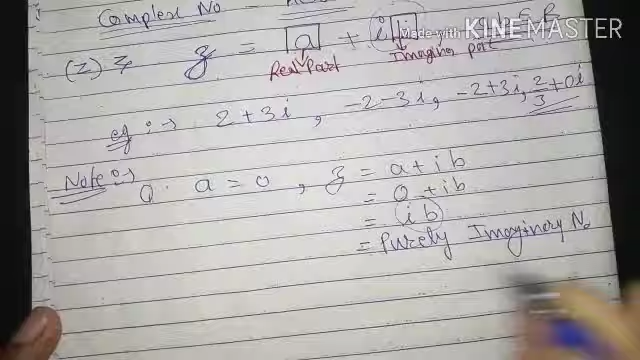 Complex No -
Made with
KINEMASTER
(Z) z z = a + i b
Real Part Imaginary part
eg :→ 2 + 3i , -2 - 3i, -2 + 3i, 2/3 + 0i
Note :→ a = 0 , z = a + ib
= 0 + ib
= ib
= Purely Imaginary No